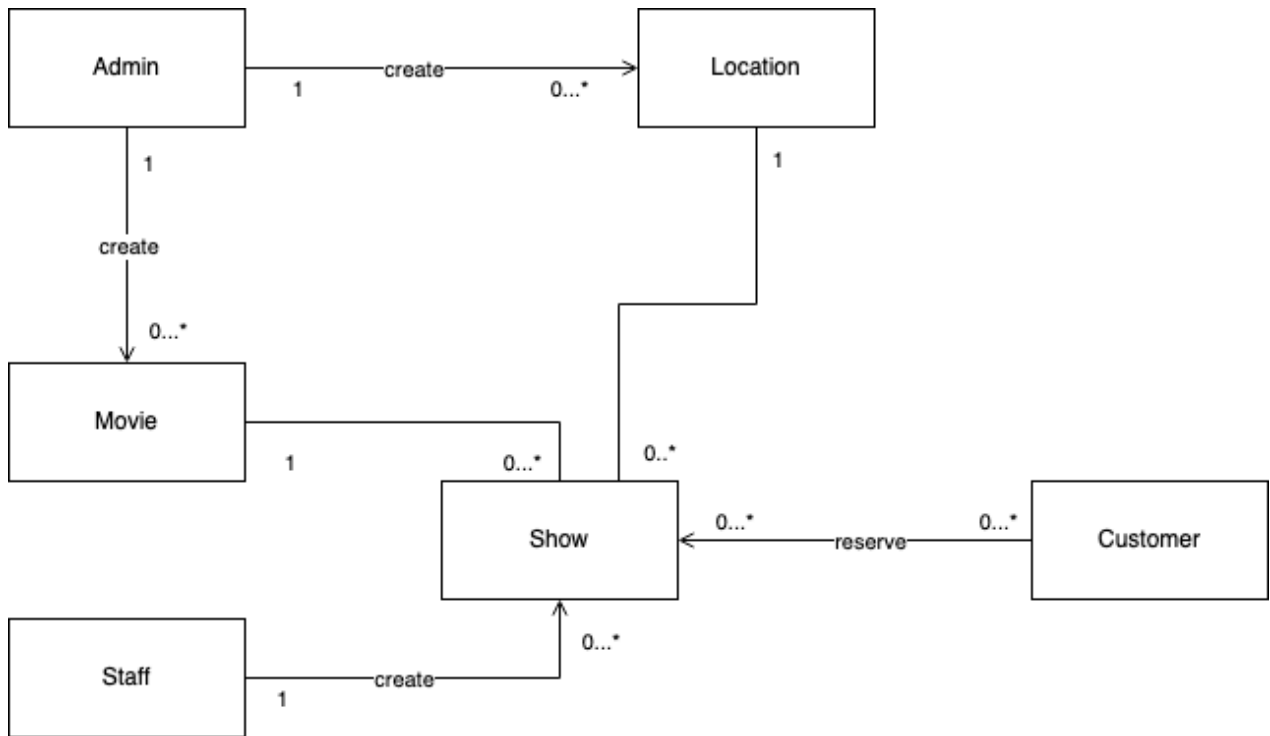 Admin
create
1
0...*
Location
1
1
create
0...*
Movie
1
0...*
0..*
Show
0...*
reserve
0...*
Customer
0...*
Staff
1
create